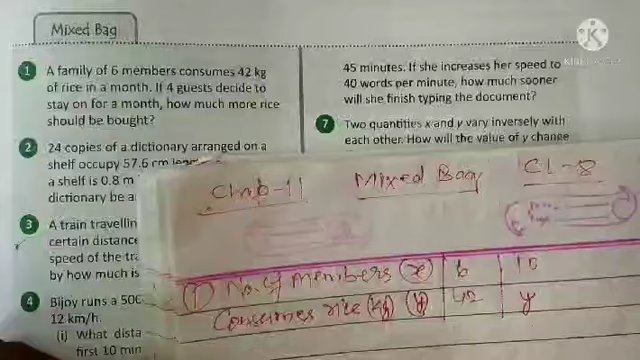 Mixed Bag
1 A family of 6 members consumes 42 kg
of rice in a month. If 4 guests decide to
stay on for a month, how much more rice
should be bought?
2 24 copies of a dictionary arranged on a
shelf occupy 57.6 cm
a shelf is 0.8 m
dictionary be a
3 A train travellin
certain distance
speed of the tra
by how much is
4 Bijoy runs a 500
12 km/h.
(i) What dista
first 10 min
45 minutes. If she increases her speed to
40 words per minute, how much sooner
will she finish typing the document?
7 Two quantities x and y vary inversely with
each other. How will the value of y change
Chap-11 Mixed Bag CL-8
(1) No. of members (x) 6 10
Consumes rice (kg) (y) 42 y